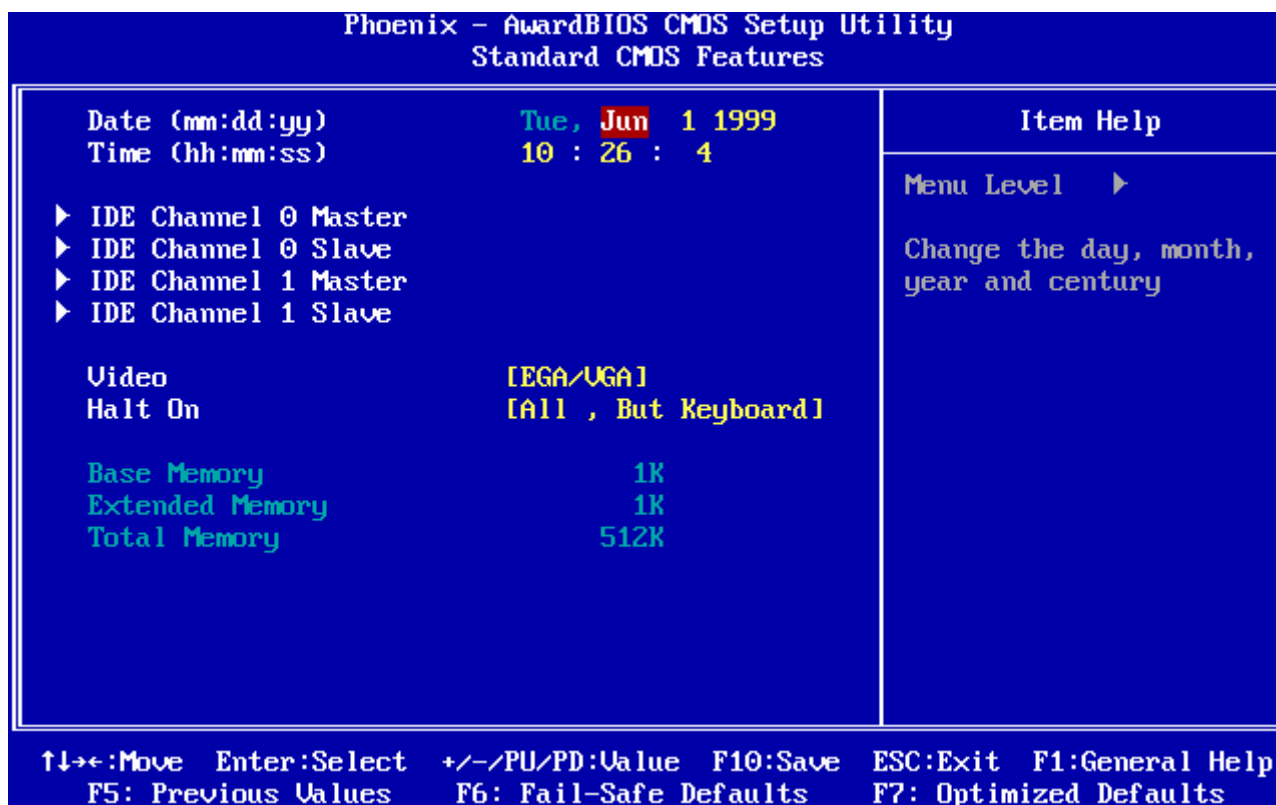 Phoenix - AwardBIOS CMOS Setup Utility
Standard CMOS Features
Date (mm:dd:yy) Tue, Jun 1 1999
Time (hh:mm:ss) 10 : 26 : 4
IDE Channel 0 Master
IDE Channel 0 Slave
IDE Channel 1 Master
IDE Channel 1 Slave
Video [EGA/VGA]
Halt On [All , But Keyboard]
Base Memory 1K
Extended Memory 1K
Total Memory 512K
Item Help
Menu Level
Change the day, month,
year and century
↑↓→←:Move Enter:Select +/-/PU/PD:Value F10:Save ESC:Exit F1:General Help
F5: Previous Values F6: Fail-Safe Defaults F7: Optimized Defaults